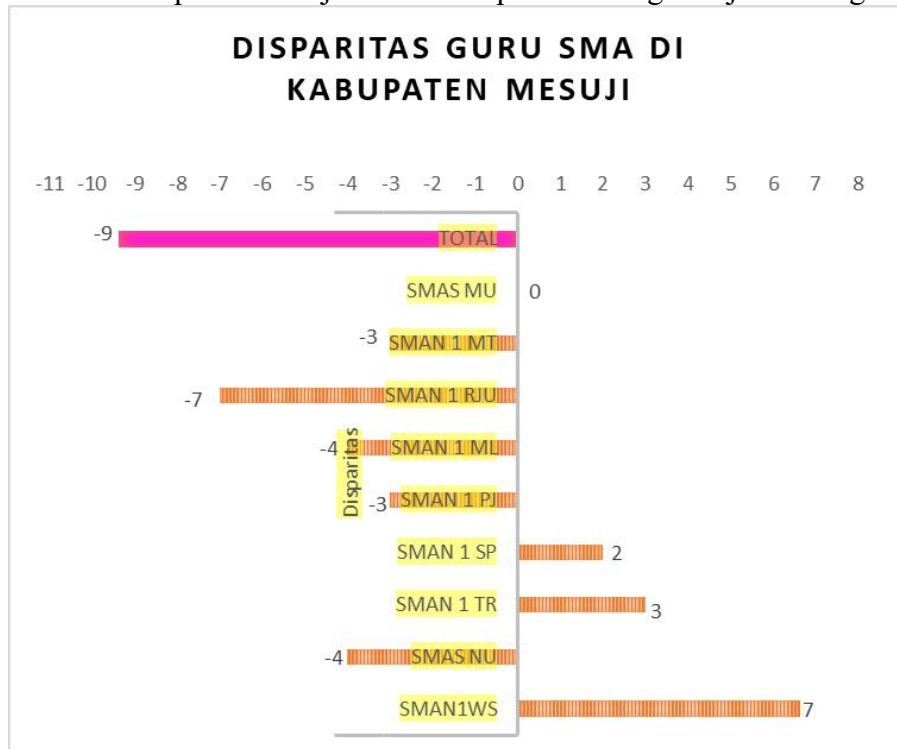 DISPARITAS GURU SMA DI
KABUPATEN MESUJI
-11 -10 -9 -8 -7 -6 -5 -4 -3 -2 -1 0 1 2 3 4 5 6 7 8
-9 TOTAL
SMAS MU 0
-3 SMAN 1 MT
-7 SMAN 1 RJU
-4 SMAN 1 ML
Disparitas
-3 SMAN 1 PJ
SMAN 1 SP 2
SMAN 1 TR 3
-4 SMAS NU
SMAN1WS 7